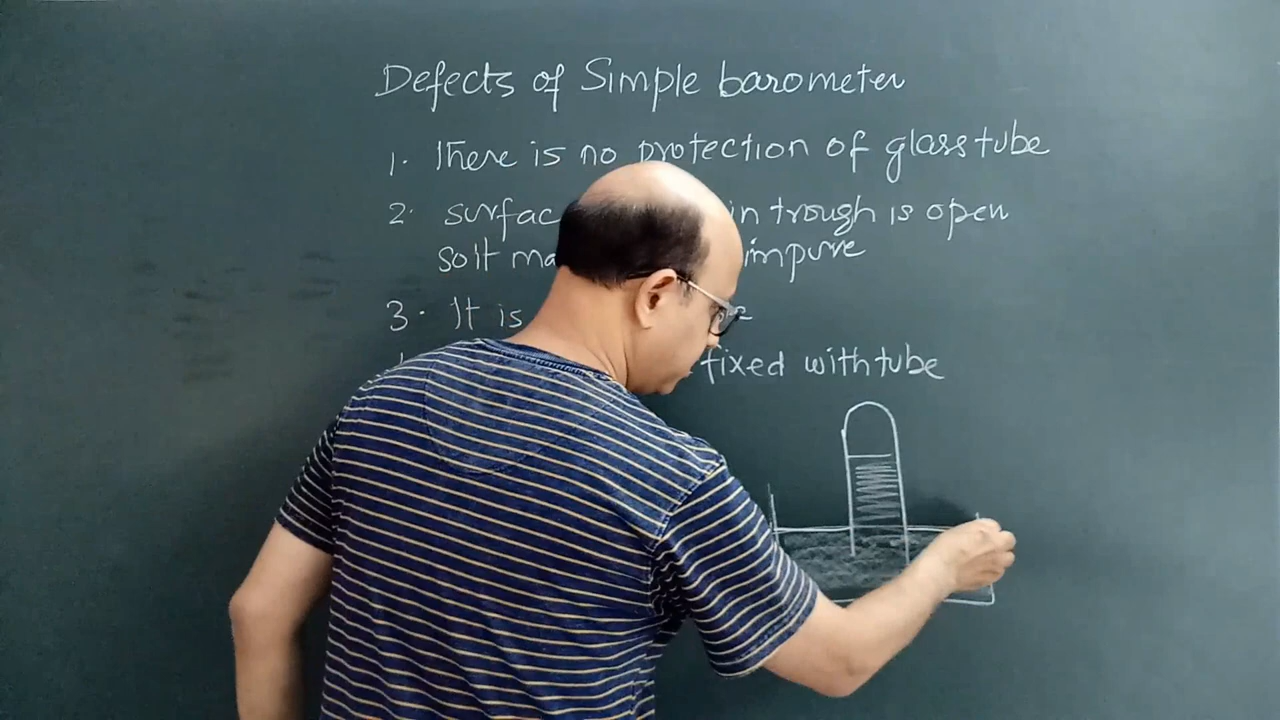 Defects of Simple barometer
1. There is no protection of glass tube
2. surfac in trough is open
so it ma impure
3. It is
fixed with tube